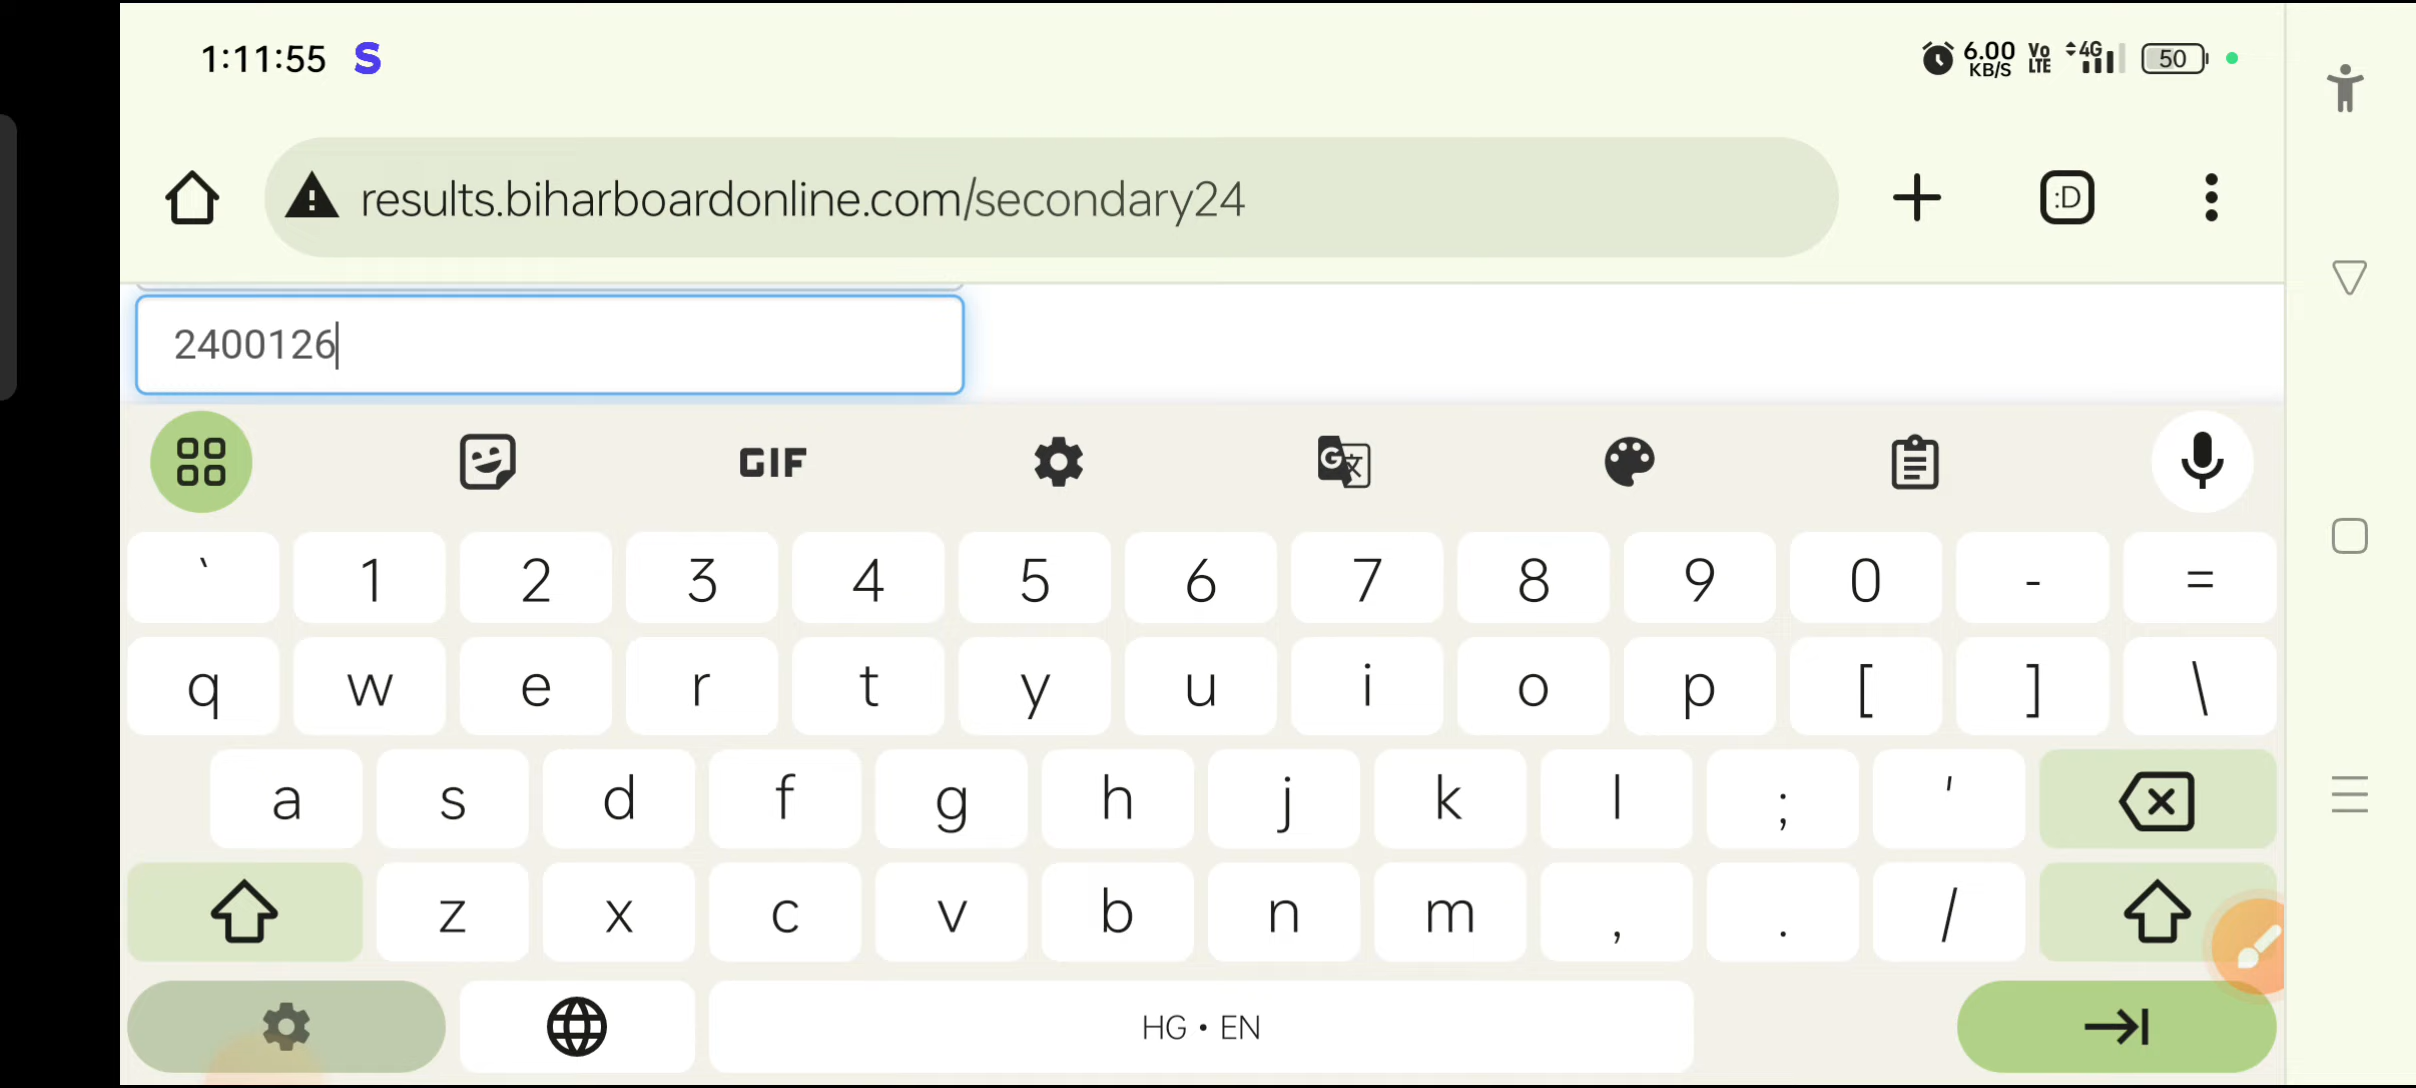 1:11:55 S 6.00 KB/S Vo LTE 4G 50
results.biharboardonline.com/secondary24 :D
2400126
GIF G 文
` 1 2 3 4 5 6 7 8 9 0 - =
q w e r t y u i o p [ ] \
a s d f g h j k l ; '
z x c v b n m , . /
HG • EN